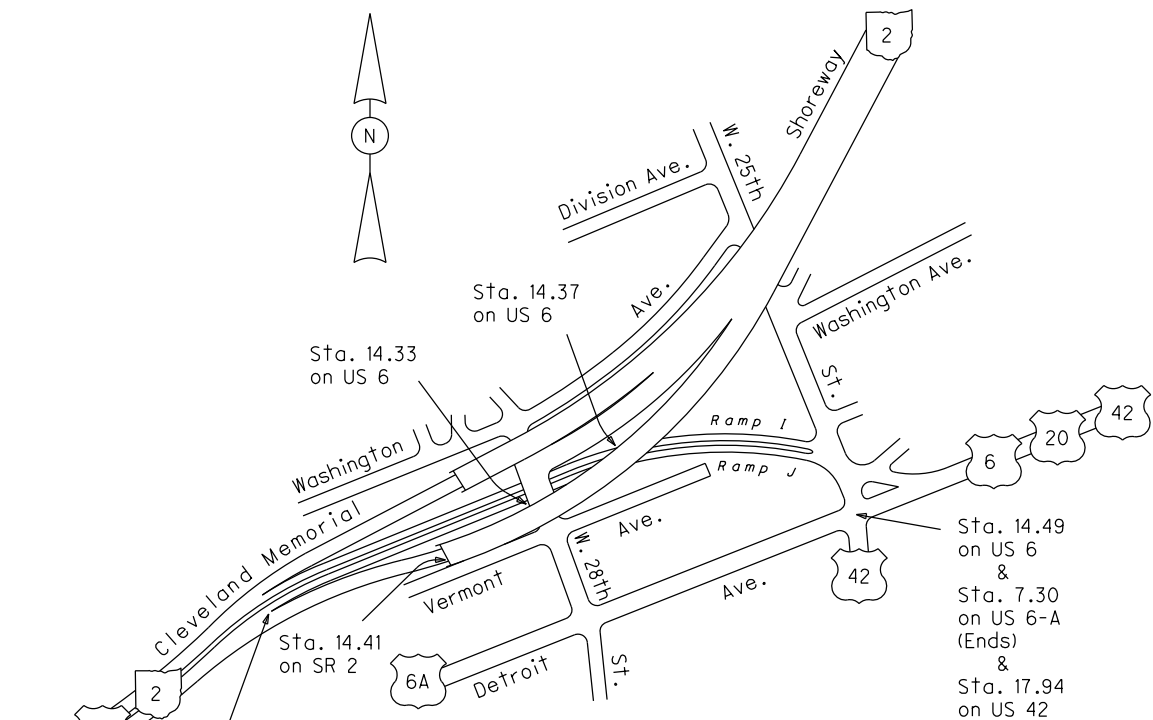 2
Shoreway
N
W. 25th
Division Ave.
Washington Ave.
Sta. 14.37
on US 6
Ave.
Sta. 14.33
on US 6
St.
42
20
6
Ramp I
Ramp J
Washington
Ave.
Sta. 14.49
on US 6
&
Sta. 7.30
on US 6-A
(Ends)
&
Sta. 17.94
on US 42
Cleveland Memorial
W. 28th
42
Vermont
Ave.
Sta. 14.41
on SR 2
2
6A
Detroit
St.